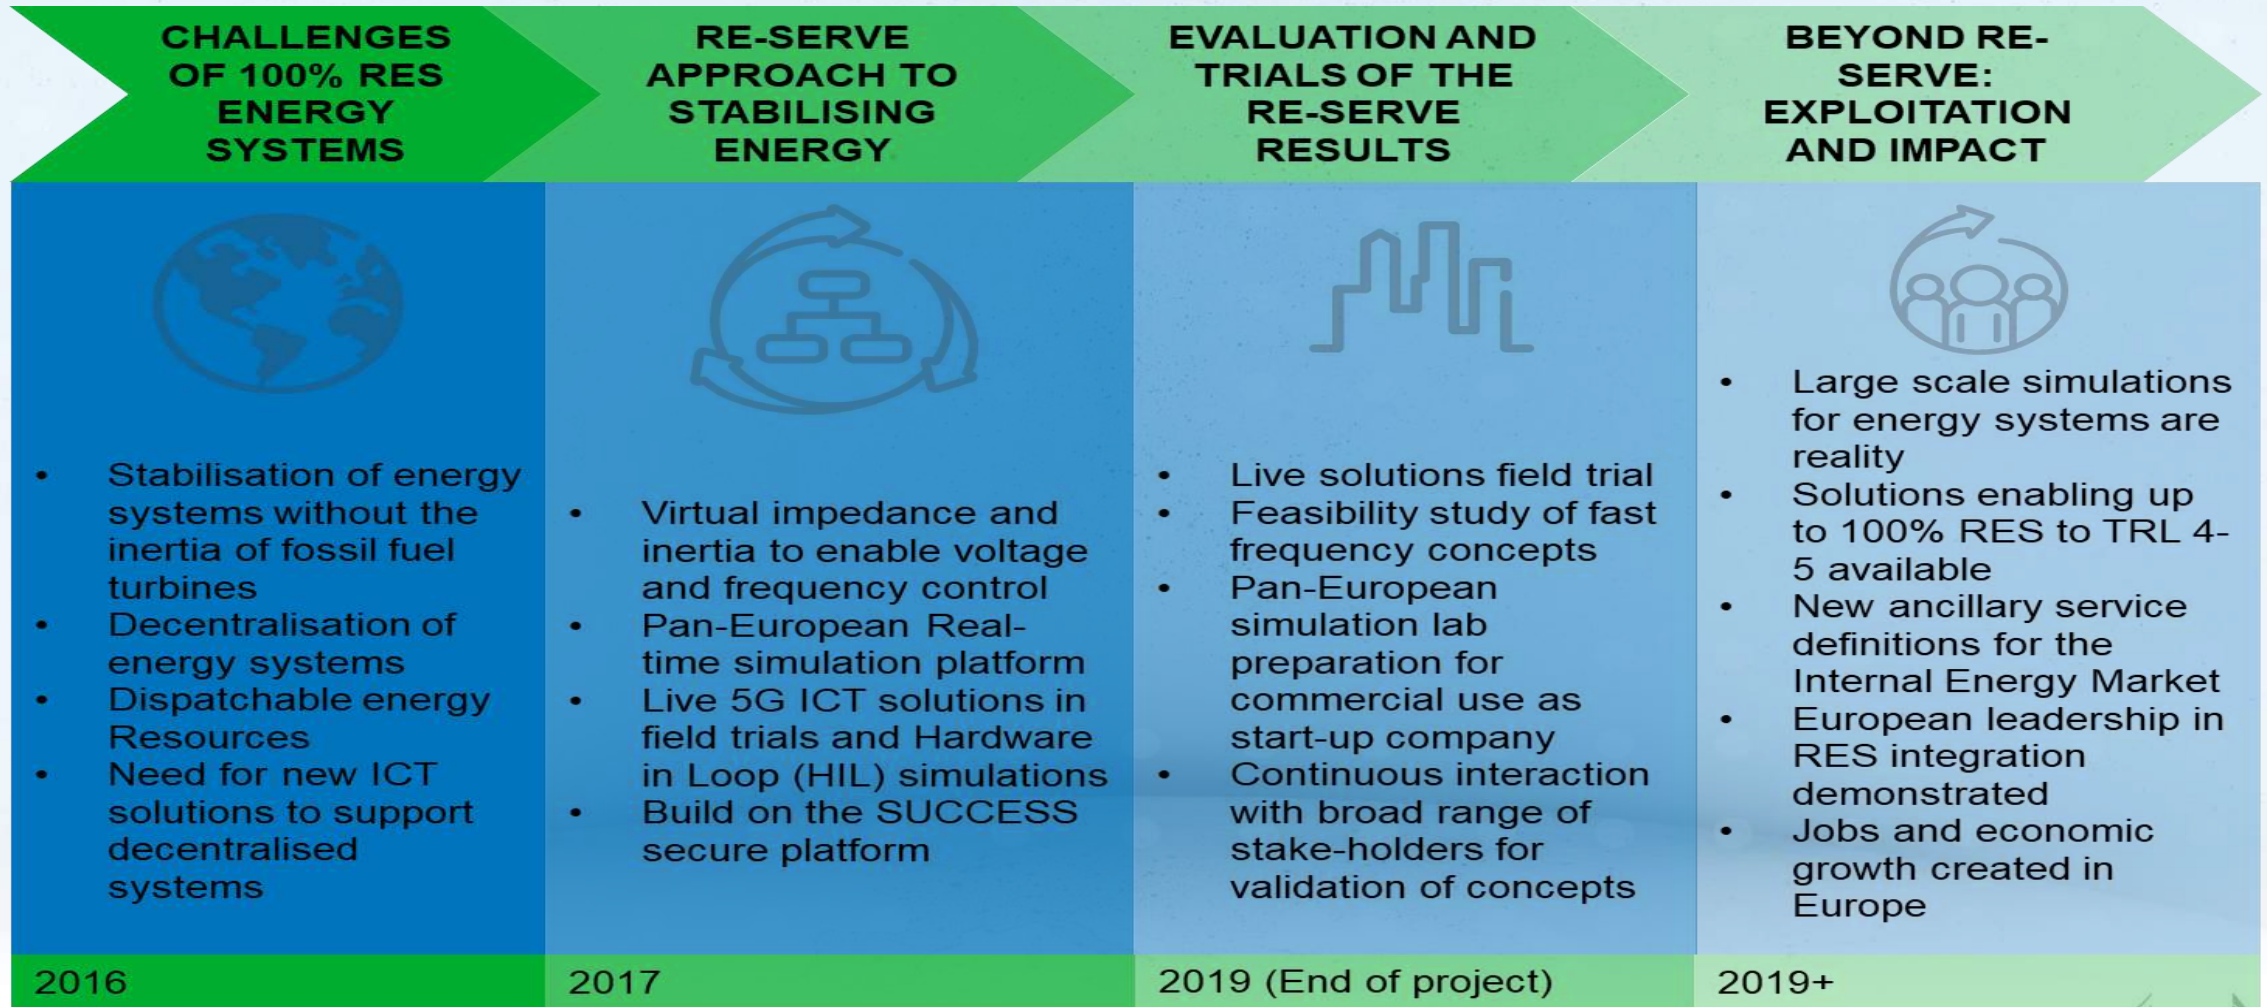 CHALLENGES
OF 100% RES
ENERGY
SYSTEMS
RE-SERVE
APPROACH TO
STABILISING
ENERGY
EVALUATION AND
TRIALS OF THE
RE-SERVE
RESULTS
BEYOND RE-
SERVE:
EXPLOITATION
AND IMPACT
• Stabilisation of energy
systems without the
inertia of fossil fuel
turbines
• Decentralisation of
energy systems
• Dispatchable energy
Resources
• Need for new ICT
solutions to support
decentralised
systems
• Virtual impedance and
inertia to enable voltage
and frequency control
• Pan-European Real-
time simulation platform
• Live 5G ICT solutions in
field trials and Hardware
in Loop (HIL) simulations
• Build on the SUCCESS
secure platform
• Live solutions field trial
• Feasibility study of fast
frequency concepts
• Pan-European
simulation lab
preparation for
commercial use as
start-up company
• Continuous interaction
with broad range of
stake-holders for
validation of concepts
• Large scale simulations
for energy systems are
reality
• Solutions enabling up
to 100% RES to TRL 4-
5 available
• New ancillary service
definitions for the
Internal Energy Market
• European leadership in
RES integration
demonstrated
• Jobs and economic
growth created in
Europe
2016
2017
2019 (End of project)
2019+